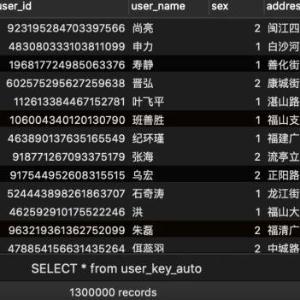 user_id user_name sex addres
923195284703397566 尚亮 2 闽江四
483080333103811099 申力 1 白沙河
196817724985063376 寿静 1 善化街
602575295627259638 晋弘 2 康城
112613384467152781 叶飞平 1 湛山路
106004340120130790 班善胜 1 福山支
463890137635165549 纪环瑾 1 福建广
918771267093375179 张海 2 流亭立
917544952608315515 乌宏 2 正阳路
524443898261863707 石奇涛 1 龙江街
462592910175522246 洪 1 福山大
963219361362752099 朱磊 2 福清广
478854156631435264 佴蕊羽 2 中城路
SELECT * from user_key_auto
1300000 records